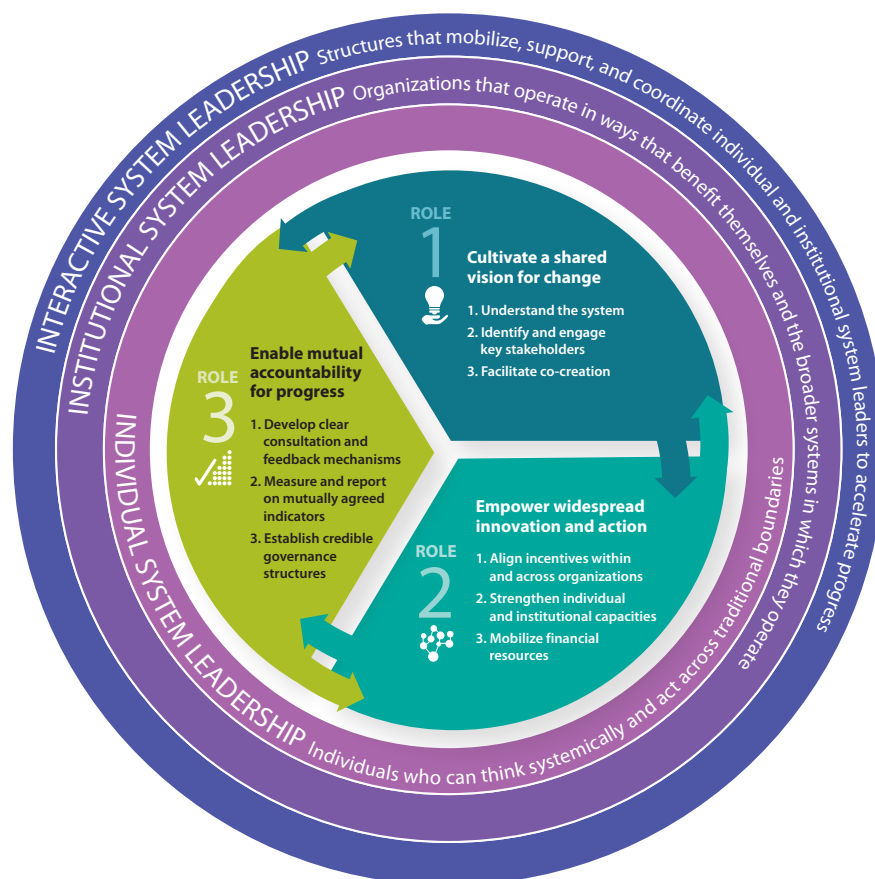 INTERACTIVE SYSTEM LEADERSHIP Structures that mobilize, support, and coordinate individual and institutional system leaders to accelerate progress
INSTITUTIONAL SYSTEM LEADERSHIP Organizations that operate in ways that benefit themselves and the broader systems in which they operate
INDIVIDUAL SYSTEM LEADERSHIP Individuals who can think systemically and act across traditional boundaries
ROLE
1
Cultivate a shared
vision for change
1. Understand the system
2. Identify and engage
key stakeholders
3. Facilitate co-creation
ROLE
2
Empower widespread
innovation and action
1. Align incentives within
and across organizations
2. Strengthen individual
and institutional capacities
3. Mobilize financial
resources
ROLE
3
Enable mutual
accountability
for progress
1. Develop clear
consultation and
feedback mechanisms
2. Measure and report
on mutually agreed
indicators
3. Establish credible
governance
structures